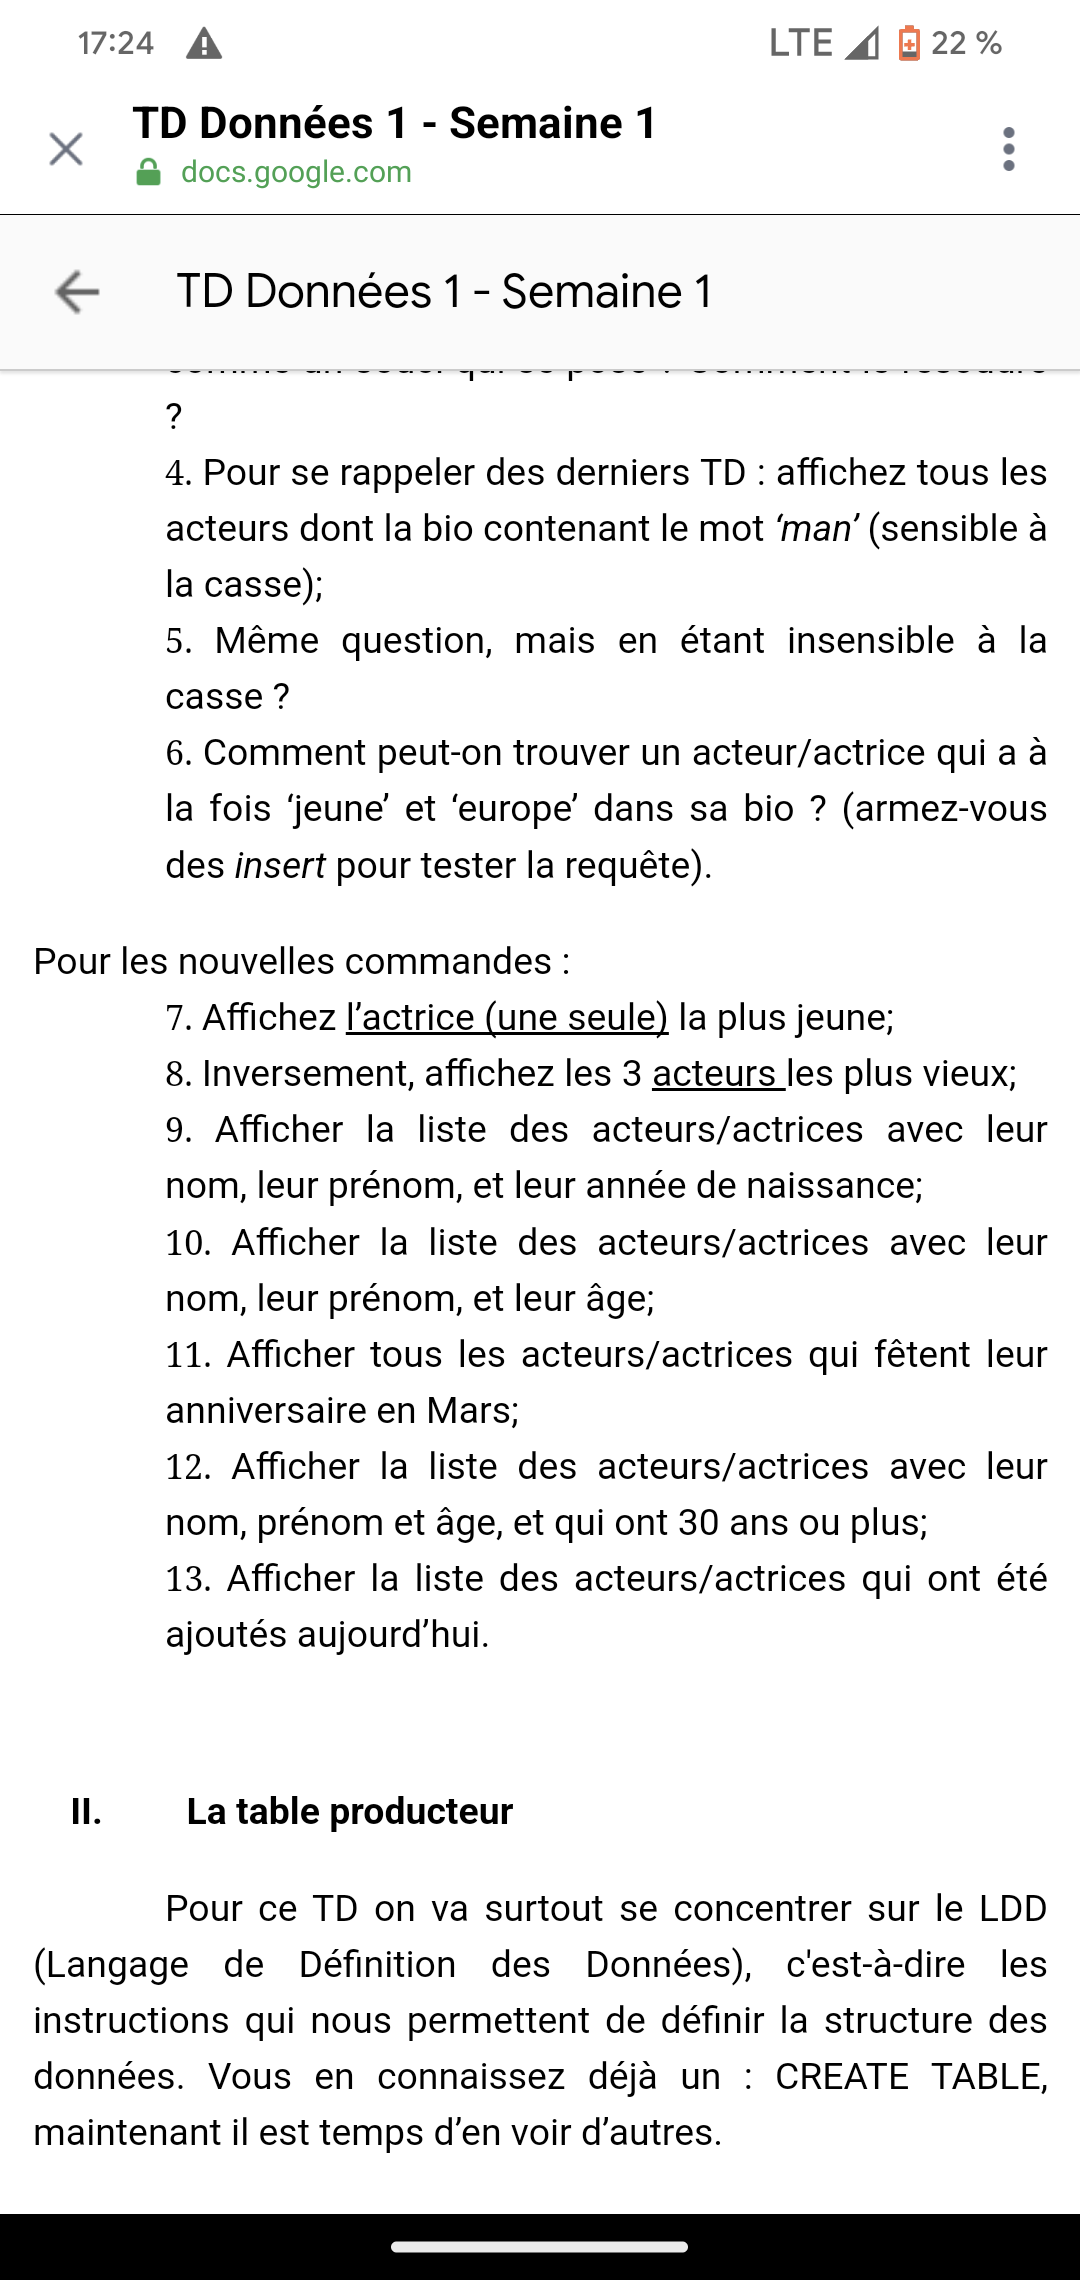 17:24
LTE 22 %
TD Données 1 - Semaine 1
docs.google.com
TD Données 1 - Semaine 1
?
4. Pour se rappeler des derniers TD : affichez tous les
acteurs dont la bio contenant le mot ‘man’ (sensible à
la casse);
5. Même question, mais en étant insensible à la
casse ?
6. Comment peut-on trouver un acteur/actrice qui a à
la fois ‘jeune’ et ‘europe’ dans sa bio ? (armez-vous
des insert pour tester la requête).
Pour les nouvelles commandes :
7. Affichez l’actrice (une seule) la plus jeune;
8. Inversement, affichez les 3 acteurs les plus vieux;
9. Afficher la liste des acteurs/actrices avec leur
nom, leur prénom, et leur année de naissance;
10. Afficher la liste des acteurs/actrices avec leur
nom, leur prénom, et leur âge;
11. Afficher tous les acteurs/actrices qui fêtent leur
anniversaire en Mars;
12. Afficher la liste des acteurs/actrices avec leur
nom, prénom et âge, et qui ont 30 ans ou plus;
13. Afficher la liste des acteurs/actrices qui ont été
ajoutés aujourd’hui.
II. La table producteur
Pour ce TD on va surtout se concentrer sur le LDD
(Langage de Définition des Données), c'est-à-dire les
instructions qui nous permettent de définir la structure des
données. Vous en connaissez déjà un : CREATE TABLE,
maintenant il est temps d’en voir d’autres.